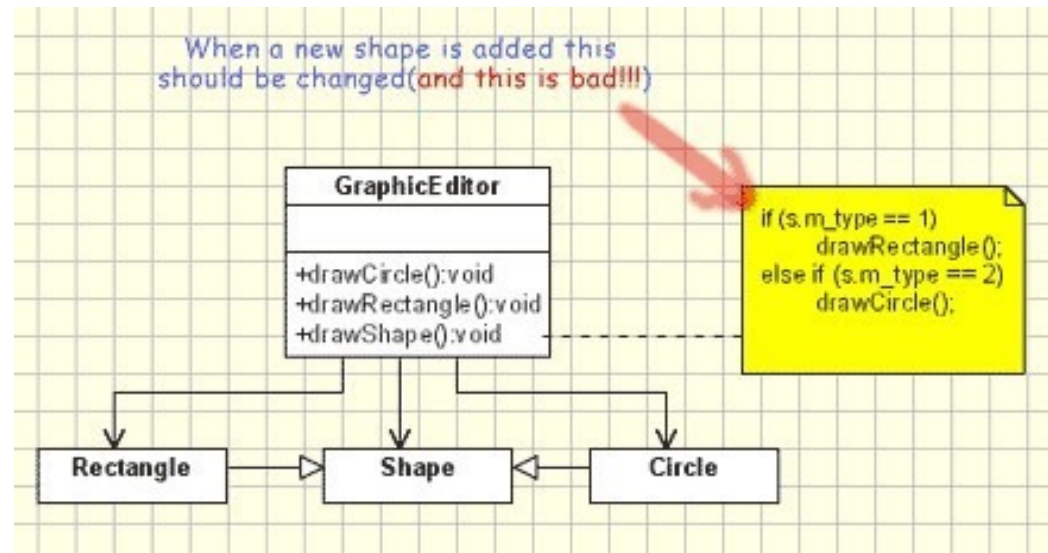 When a new shape is added this
should be changed(and this is bad!!!)
GraphicEditor
+drawCircle():void
+drawRectangle():void
+drawShape():void
if (s.m_type == 1)
drawRectangle();
else if (s.m_type == 2)
drawCircle();
Rectangle
Shape
Circle